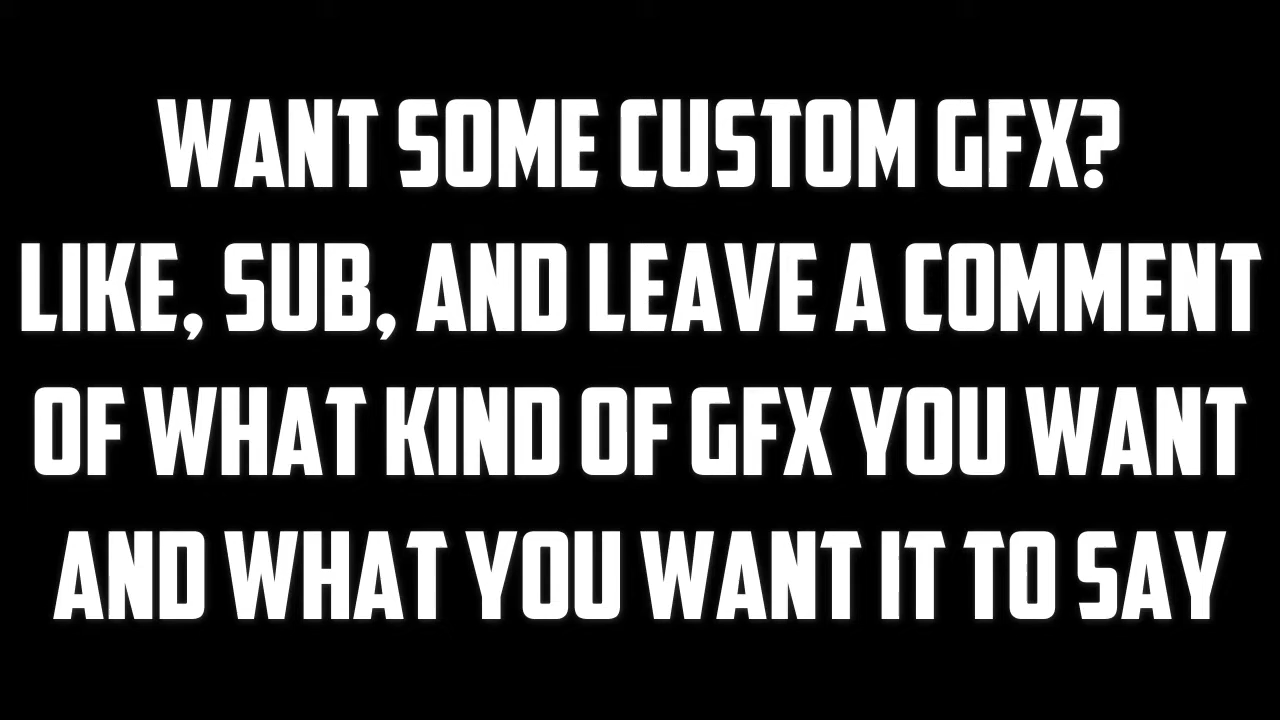 WANT SOME CUSTOM GFX?
LIKE, SUB, AND LEAVE A COMMENT
OF WHAT KIND OF GFX YOU WANT
AND WHAT YOU WANT IT TO SAY